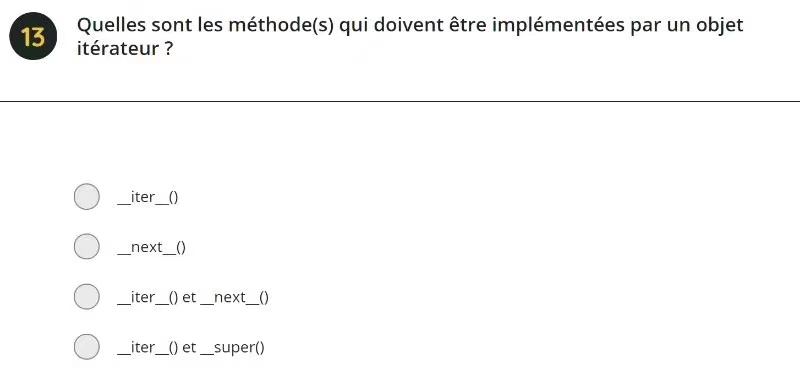 13
Quelles sont les méthode(s) qui doivent être implémentées par un objet
itérateur ?
__iter__()
__next__()
__iter__() et __next__()
__iter__() et __super()